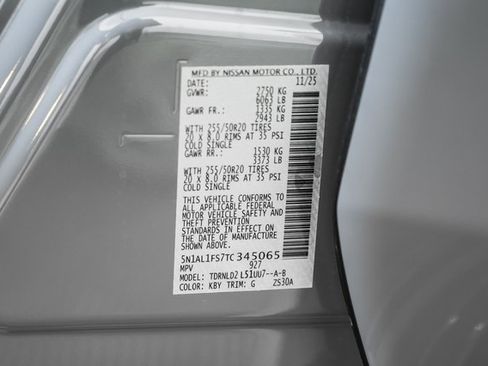 MFD BY NISSAN MOTOR CO., LTD.
DATE: 11/25
GVWR: 2750 KG
6063 LB
GAWR FR.: 1335 KG
2943 LB
WITH 255/50R20 TIRES
20 X 8.0 RIMS AT 35 PSI
COLD SINGLE
GAWR RR.: 1530 KG
3373 LB
WITH 255/50R20 TIRES
20 X 8.0 RIMS AT 35 PSI
COLD SINGLE
THIS VEHICLE CONFORMS TO
ALL APPLICABLE FEDERAL
MOTOR VEHICLE SAFETY AND
THEFT PREVENTION
STANDARDS IN EFFECT ON THE
DATE OF MANUFACTURE SHOWN
ABOVE.
5N1AL1FS7TC 345065
MPV 927
MODEL: TDRNLD2 L51UU7--A-B
COLOR: KBY TRIM: G ZS30A